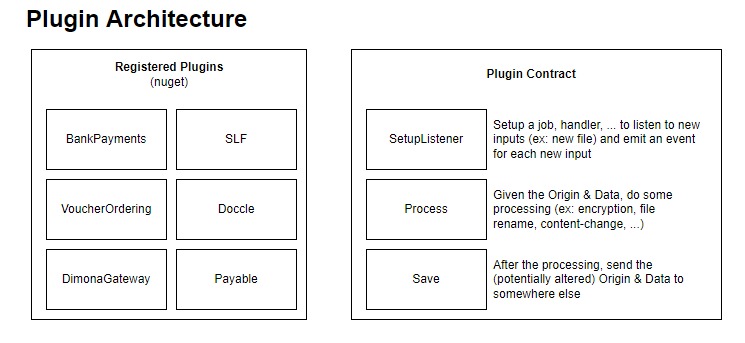 Plugin Architecture
Registered Plugins
(nuget)
BankPayments
SLF
VoucherOrdering
Doccle
DimonaGateway
Payable
Plugin Contract
SetupListener
Setup a job, handler, ... to listen to new
inputs (ex: new file) and emit an event
for each new input
Process
Given the Origin & Data, do some
processing (ex: encryption, file
rename, content-change, ...)
Save
After the processing, send the
(potentially altered) Origin & Data to
somewhere else